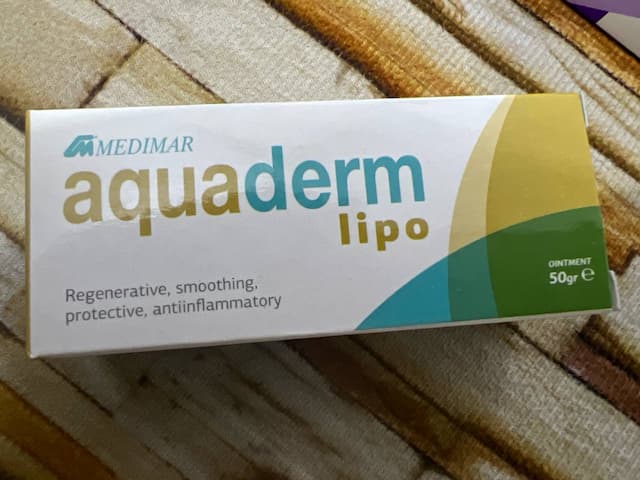 MEDIMAR
aquaderm
lipo
Regenerative, smoothing,
protective, antiinflammatory
OINTMENT
50gr ℮